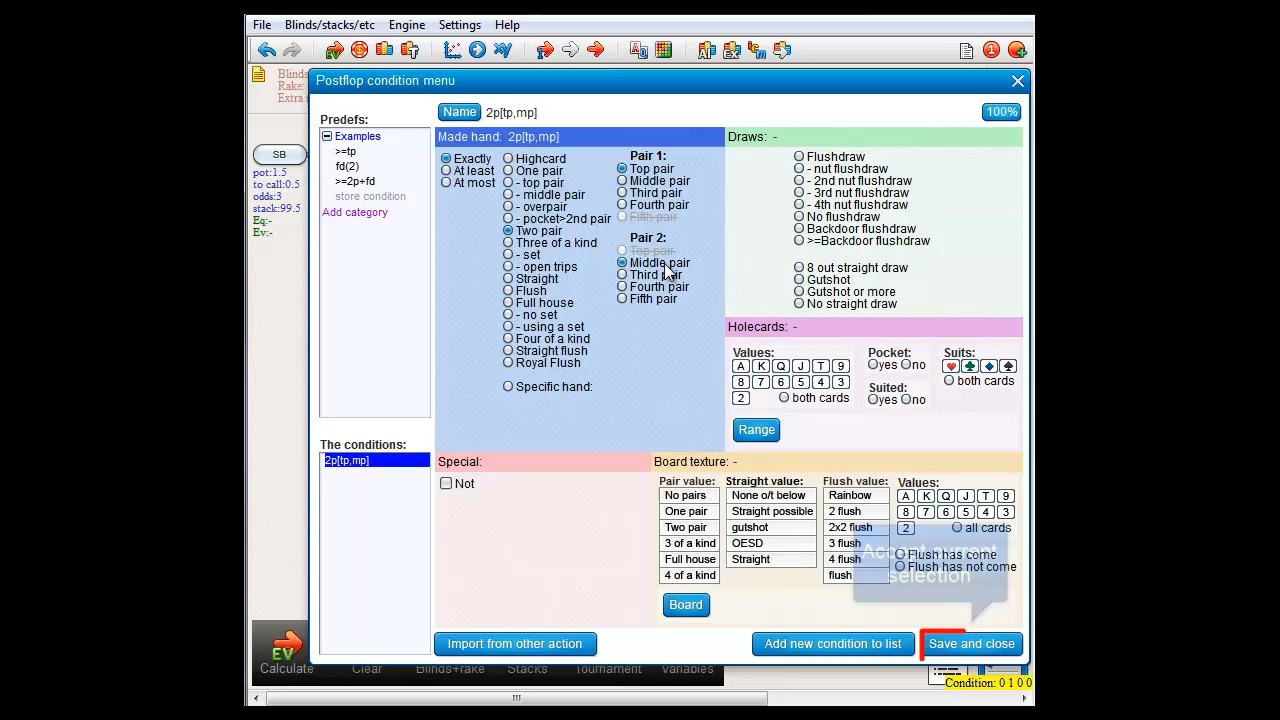 File Blinds/stacks/etc Engine Settings Help
Blinds
Rake:
Extra s
SB
pot:1.5
to call:0.5
odds:3
stack:99.5
Eq:-
Ev:-
Postflop condition menu
Predefs:
Examples
>=tp
fd(2)
>=2p+fd
store condition
Add category
The conditions:
2p[tp,mp]
Name 2p[tp,mp] 100%
Made hand: 2p[tp,mp]
Exactly
At least
At most
Highcard
One pair
- top pair
- middle pair
- overpair
- pocket>2nd pair
Two pair
Three of a kind
- set
- open trips
Straight
Flush
Full house
- no set
- using a set
Four of a kind
Straight flush
Royal Flush
Specific hand:
Pair 1:
Top pair
Middle pair
Third pair
Fourth pair
Fifth pair
Pair 2:
Top pair
Middle pair
Third pair
Fourth pair
Fifth pair
Draws: -
Flushdraw
- nut flushdraw
- 2nd nut flushdraw
- 3rd nut flushdraw
- 4th nut flushdraw
No flushdraw
Backdoor flushdraw
>=Backdoor flushdraw
8 out straight draw
Gutshot
Gutshot or more
No straight draw
Holecards: -
Values:
A K Q J T 9
8 7 6 5 4 3
2 both cards
Pocket:
yes no
Suited:
yes no
Suits:
both cards
Range
Special:
Not
Board texture: -
Pair value:
No pairs
One pair
Two pair
3 of a kind
Full house
4 of a kind
Straight value:
None o/t below
Straight possible
gutshot
OESD
Straight
Flush value:
Rainbow
2 flush
2x2 flush
3 flush
4 flush
flush
Values:
A K Q J T 9
8 7 6 5 4 3
2 all cards
Flush has come
Flush has not come
Accept current
selection
Board
Import from other action Add new condition to list Save and close
EV
Calculate Clear Blinds+rake Stacks Tournament Variables
Condition: 0 1 0 0